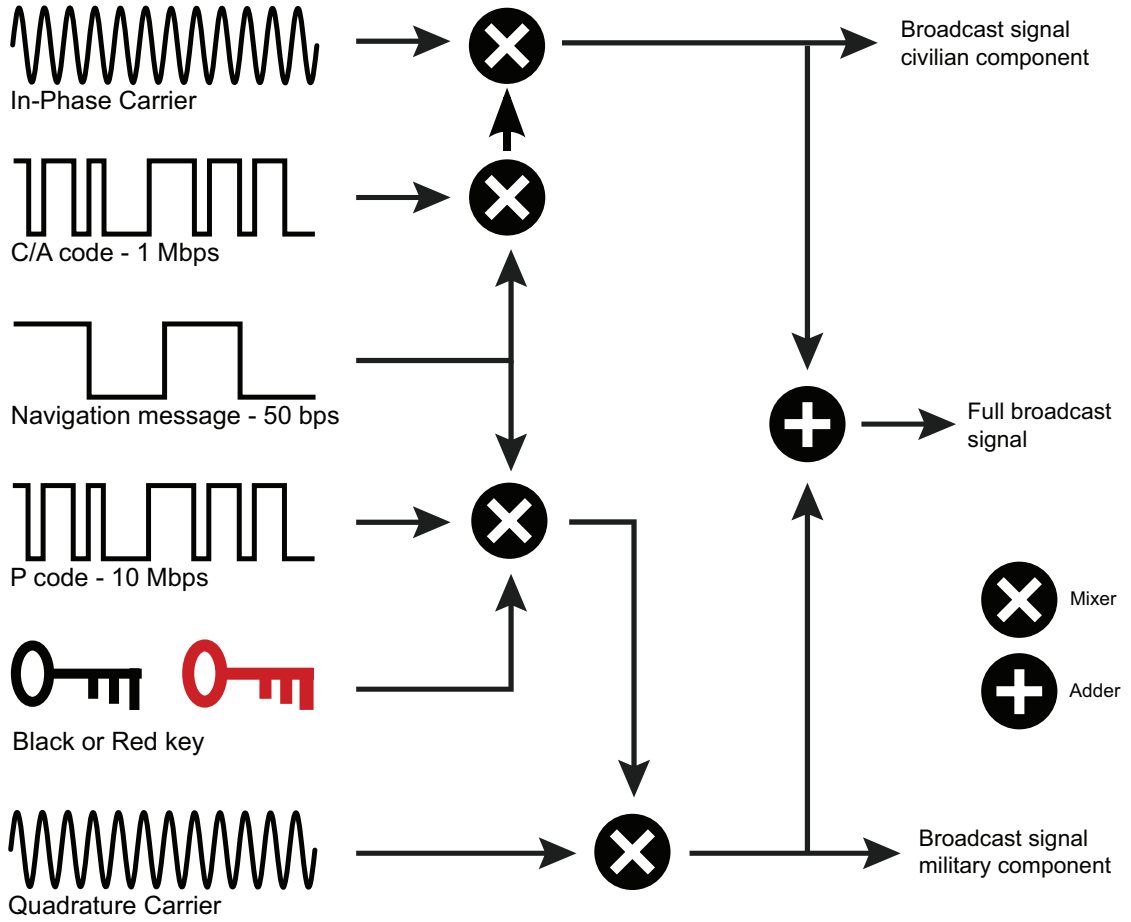 In-Phase Carrier
Broadcast signal
civilian component
C/A code - 1 Mbps
Navigation message - 50 bps
Full broadcast
signal
P code - 10 Mbps
Mixer
Adder
Black or Red key
Broadcast signal
military component
Quadrature Carrier